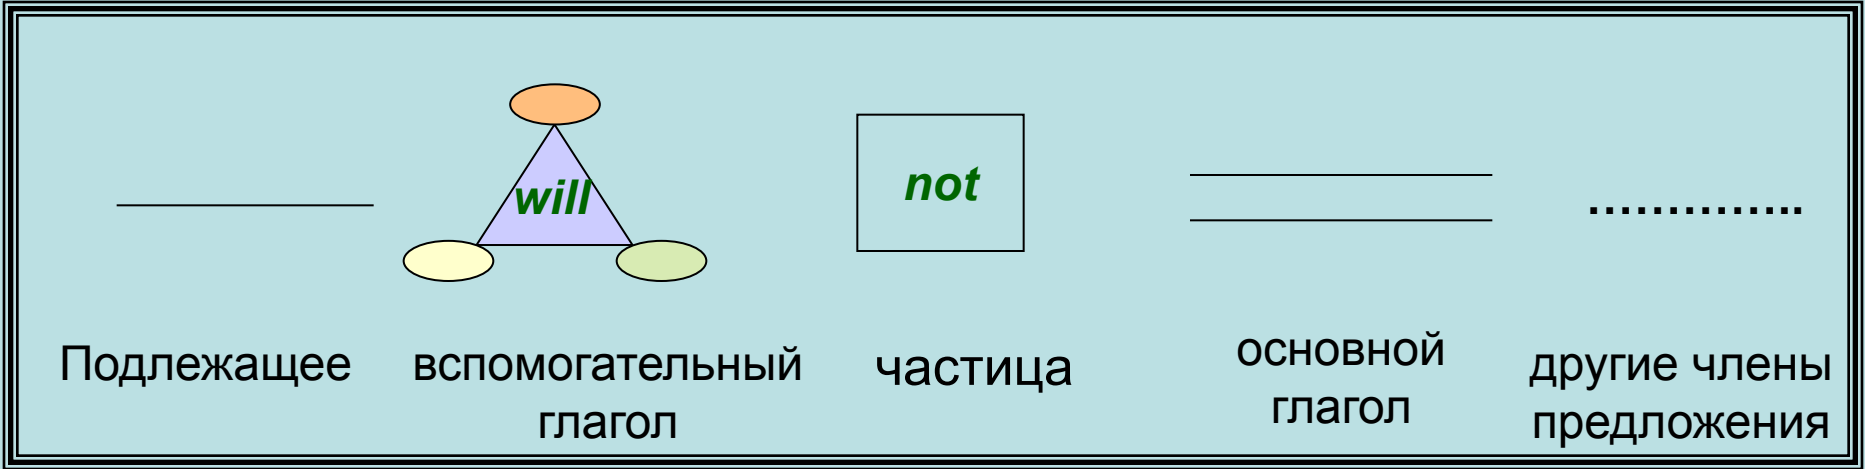 will
not
…………..
Подлежащее
вспомогательный
глагол
частица
основной
глагол
другие члены
предложения